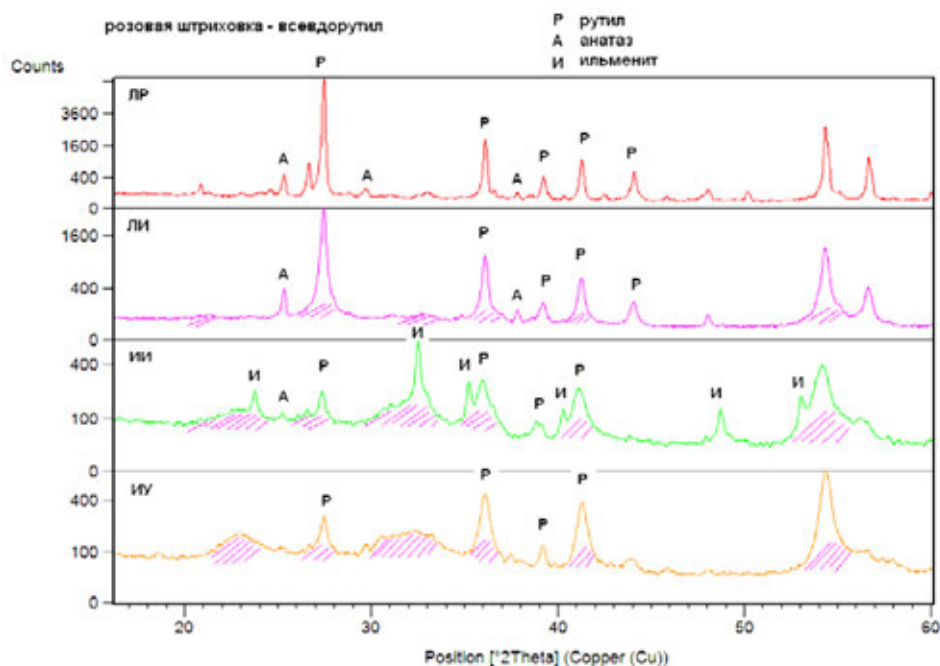 розовая штриховка - всевдорутил
Р рутил
А анатаз
И ильменит
Counts
ЛР
Р
А
А
Р
А
Р
Р
Р
3600
1600
400
0
ЛИ
А
Р
А
Р
Р
Р
1600
400
0
ИИ
И
А
Р
И
И
Р
Р
И
Р
И
И
400
100
0
ИУ
Р
Р
Р
Р
400
100
0
20 30 40 50 60
Position [°2Theta] (Copper (Cu))